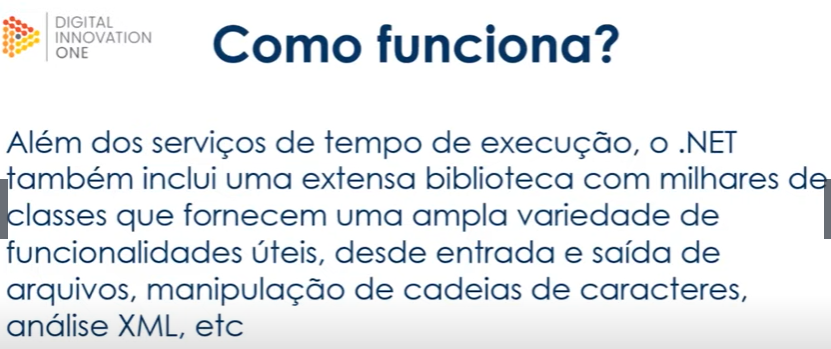 DIGITAL
INNOVATION
ONE
Como funciona?
Além dos serviços de tempo de execução, o .NET
também inclui uma extensa biblioteca com milhares de
classes que fornecem uma ampla variedade de
funcionalidades úteis, desde entrada e saída de
arquivos, manipulação de cadeias de caracteres,
análise XML, etc